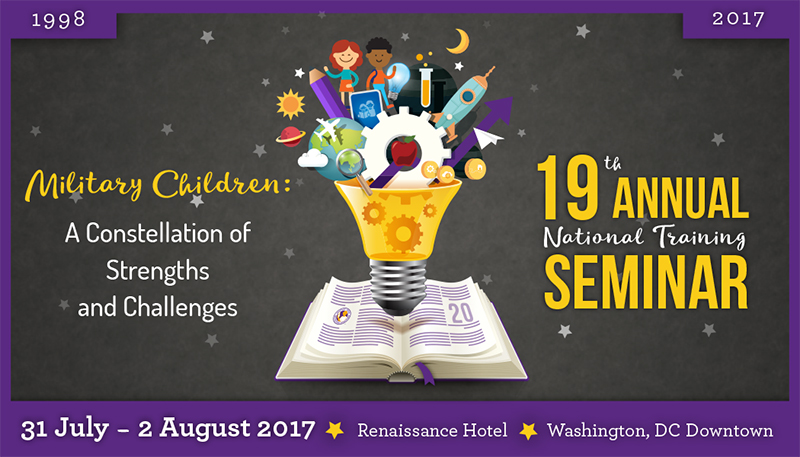 1998
2017
Military Children:
A Constellation of
Strengths
and Challenges
19th ANNUAL
National Training
SEMINAR
20
31 July – 2 August 2017 Renaissance Hotel Washington, DC Downtown